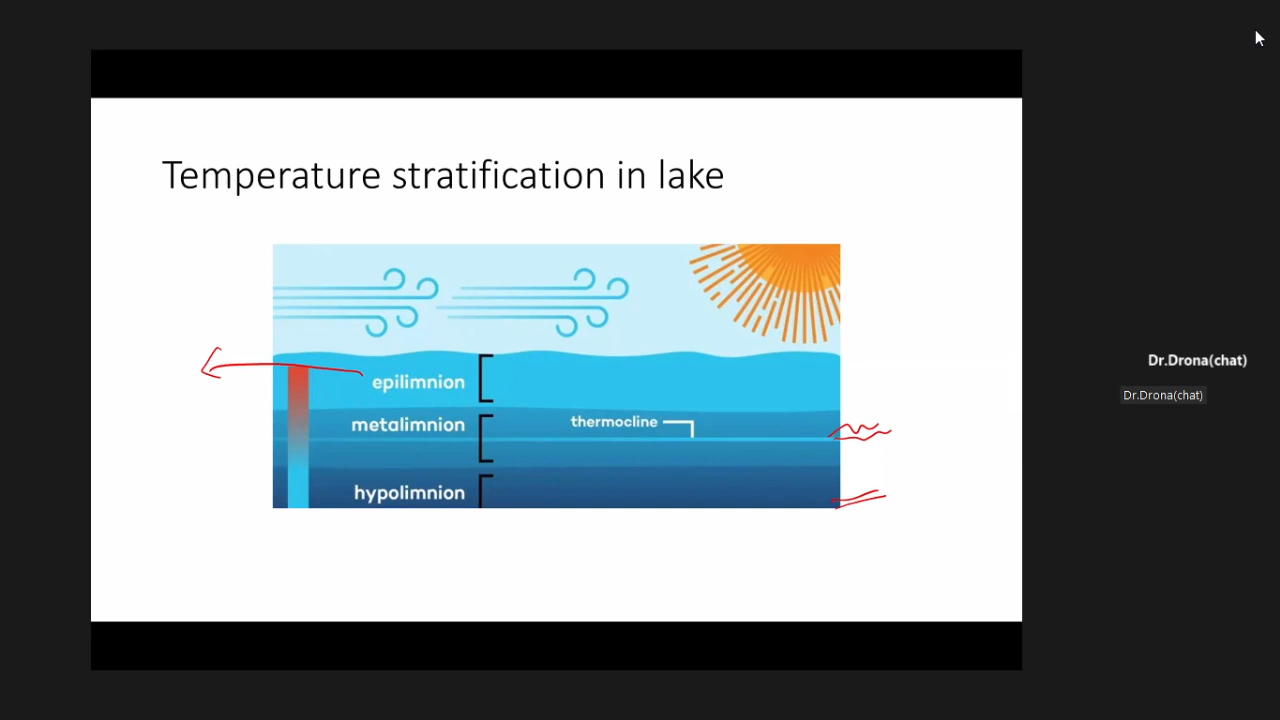 Temperature stratification in lake
epilimnion
metalimnion
thermocline
hypolimnion
Dr.Drona(chat)
Dr.Drona(chat)